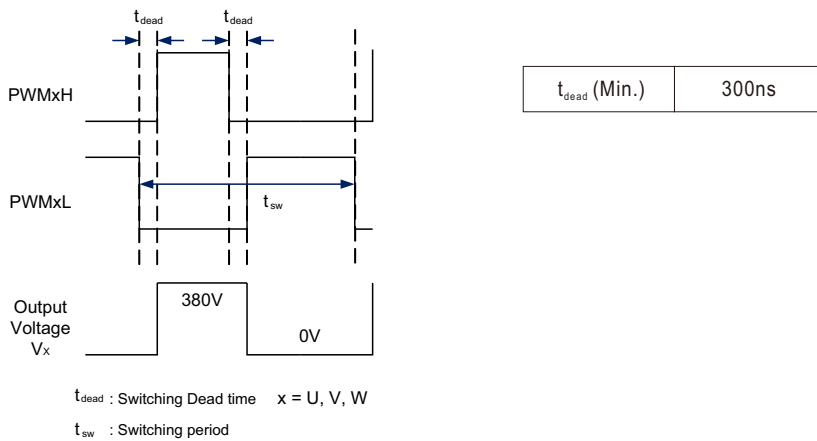 tdead tdead
PWMxH
tdead (Min.) 300ns
PWMxL
tsw
380V
Output
Voltage
Vx
0V
tdead : Switching Dead time x = U, V, W
tsw : Switching period